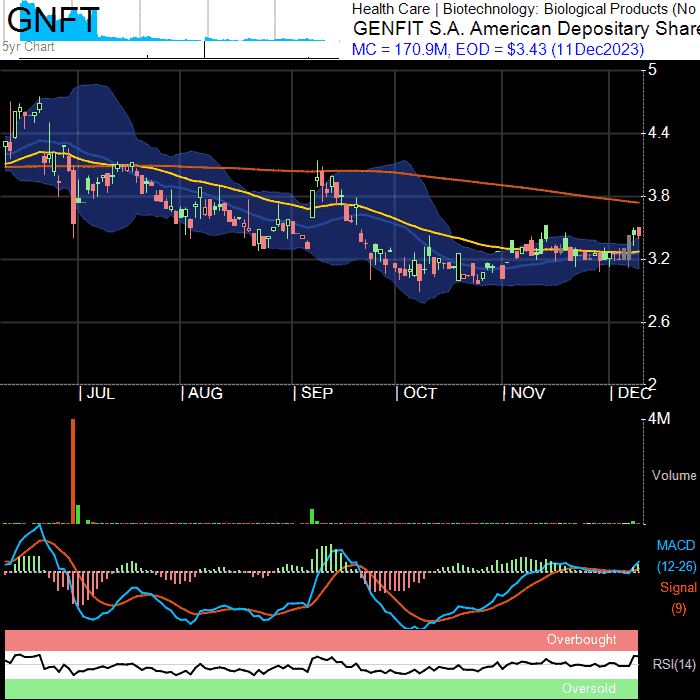 GNFT
5yr Chart
Health Care | Biotechnology: Biological Products (No
GENFIT S.A. American Depositary Share
MC = 170.9M, EOD = $3.43 (11Dec2023)
5
4.4
3.8
3.2
2.6
2
JUL
AUG
SEP
OCT
NOV
DEC
4M
Volume
MACD
(12-26)
Signal
(9)
Overbought
RSI(14)
Oversold